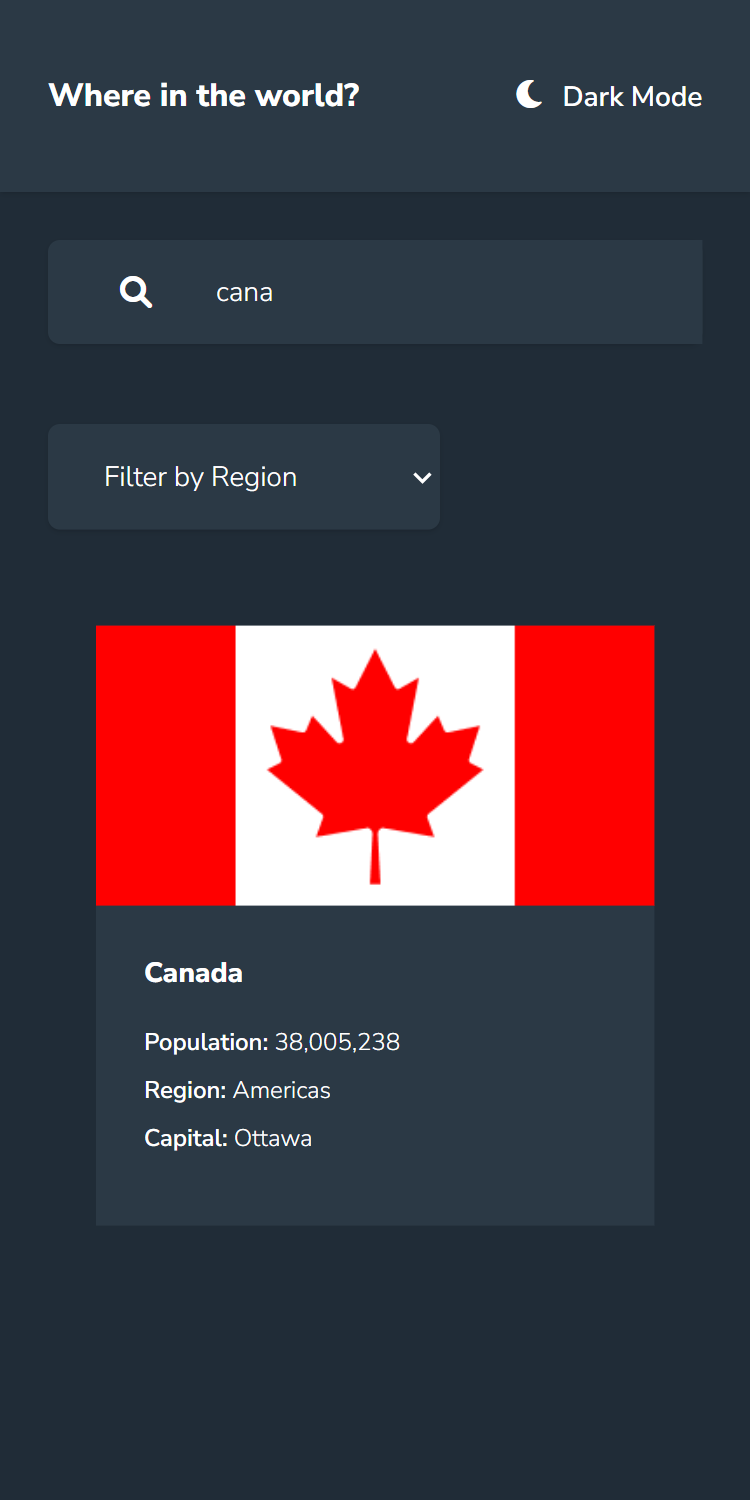 Where in the world?
Dark Mode
cana
Filter by Region
Canada
Population: 38,005,238
Region: Americas
Capital: Ottawa